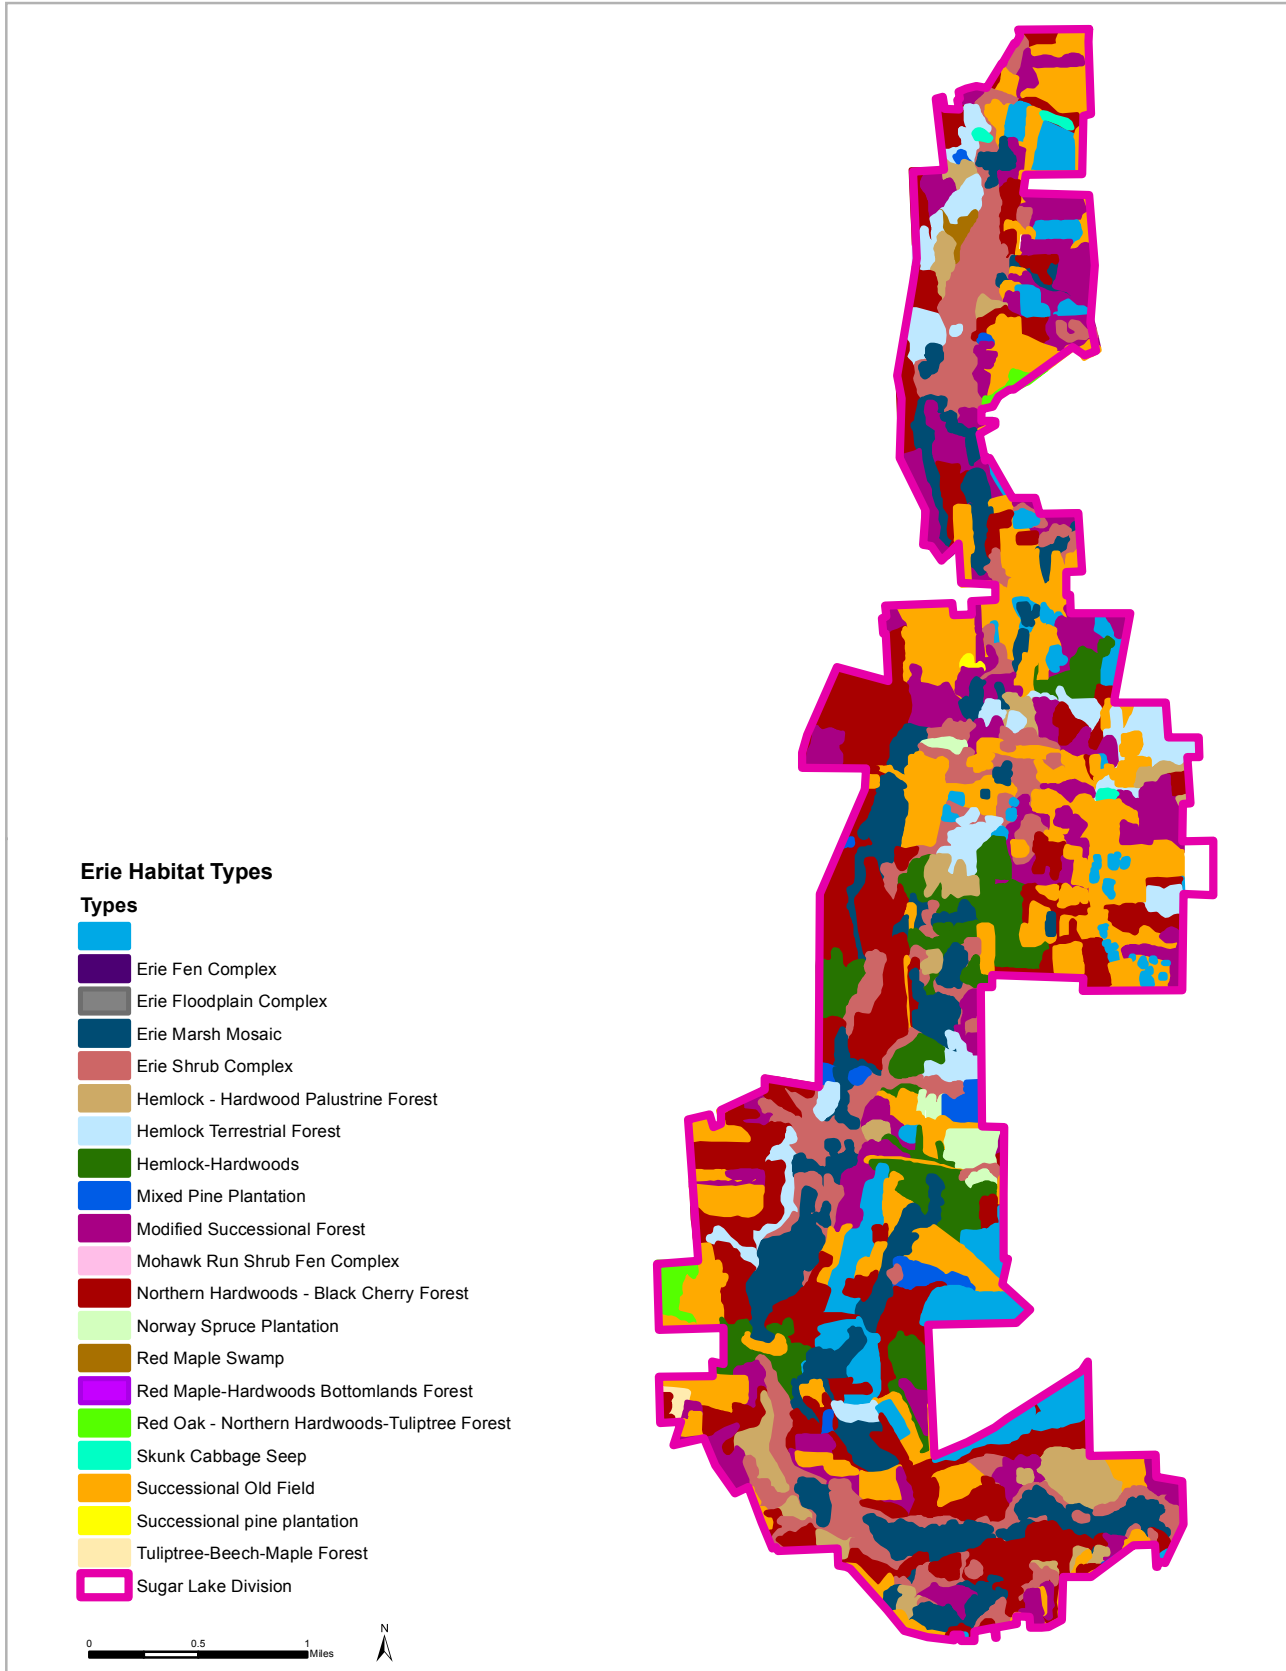 Erie Habitat Types
Types
Erie Fen Complex
Erie Floodplain Complex
Erie Marsh Mosaic
Erie Shrub Complex
Hemlock - Hardwood Palustrine Forest
Hemlock Terrestrial Forest
Hemlock-Hardwoods
Mixed Pine Plantation
Modified Successional Forest
Mohawk Run Shrub Fen Complex
Northern Hardwoods - Black Cherry Forest
Norway Spruce Plantation
Red Maple Swamp
Red Maple-Hardwoods Bottomlands Forest
Red Oak - Northern Hardwoods-Tuliptree Forest
Skunk Cabbage Seep
Successional Old Field
Successional pine plantation
Tuliptree-Beech-Maple Forest
Sugar Lake Division
0 0.5 1
Miles
N